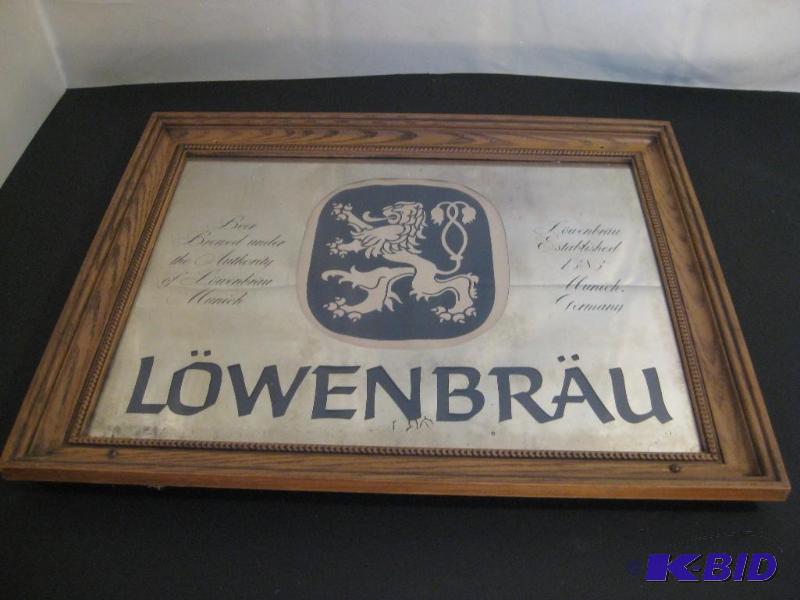 Beer
Brewed under
the Authority
of Löwenbräu
Munich
Löwenbräu
Established
1383
Munich,
Germany
LÖWENBRÄU
K-BID